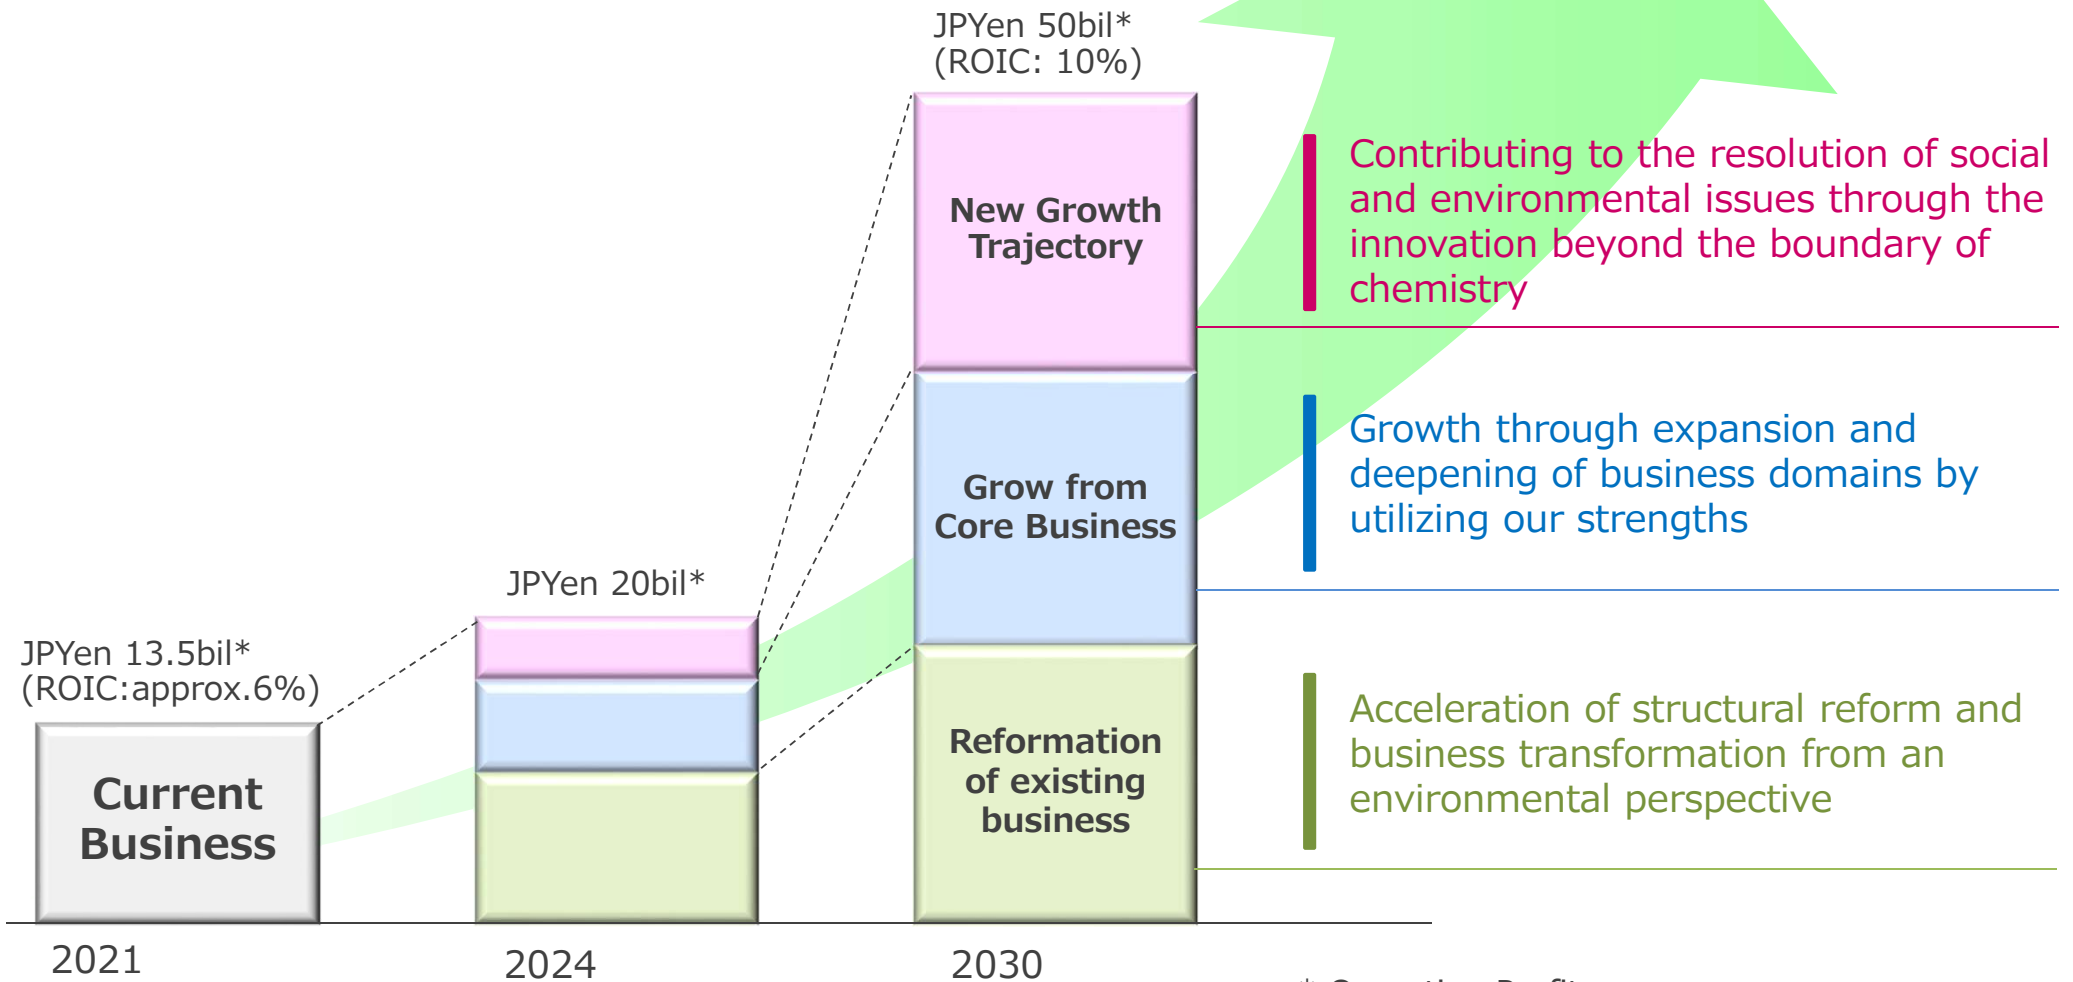 JPYen 50bil*
(ROIC: 10%)
New Growth
Trajectory
Contributing to the resolution of social
and environmental issues through the
innovation beyond the boundary of
chemistry
Grow from
Core Business
Growth through expansion and
deepening of business domains by
utilizing our strengths
JPYen 20bil*
JPYen 13.5bil*
(ROIC:approx.6%)
Current
Business
Reformation
of existing
business
Acceleration of structural reform and
business transformation from an
environmental perspective
2021
2024
2030
* Operating Profit